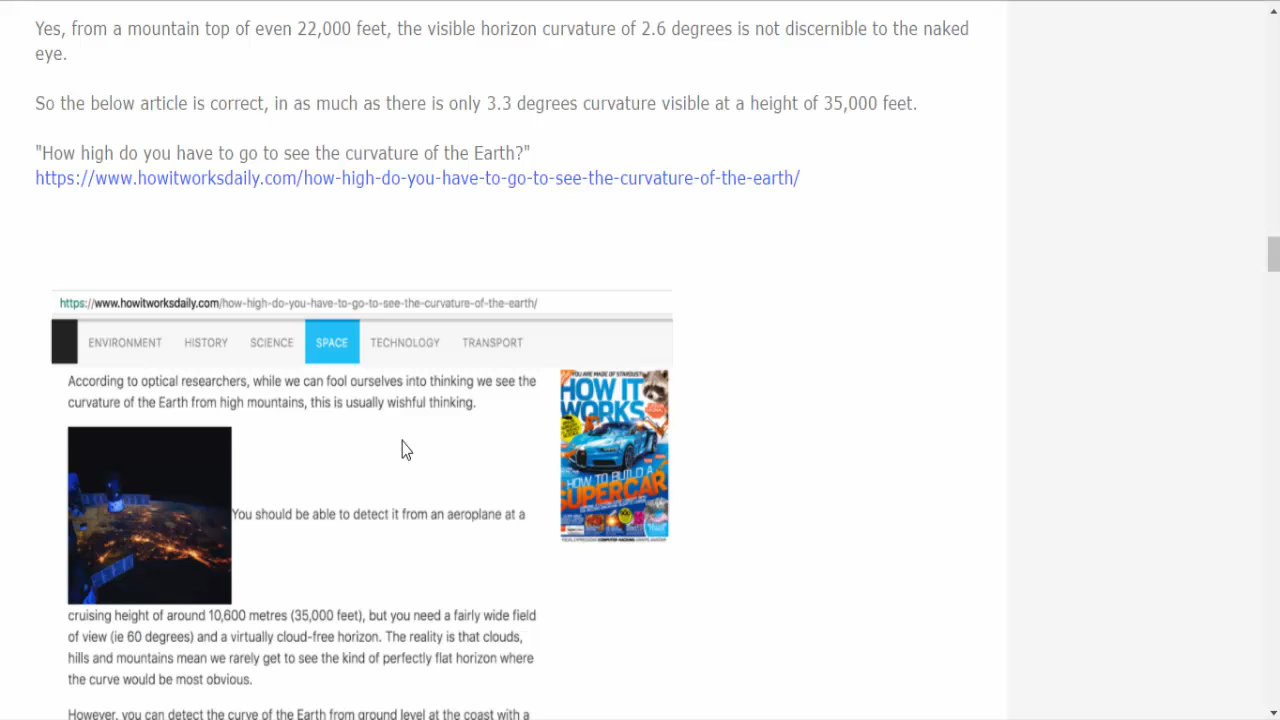 Yes, from a mountain top of even 22,000 feet, the visible horizon curvature of 2.6 degrees is not discernible to the naked
eye.
So the below article is correct, in as much as there is only 3.3 degrees curvature visible at a height of 35,000 feet.
"How high do you have to go to see the curvature of the Earth?"
https://www.howitworksdaily.com/how-high-do-you-have-to-go-to-see-the-curvature-of-the-earth/
https://www.howitworksdaily.com/how-high-do-you-have-to-go-to-see-the-curvature-of-the-earth/
ENVIRONMENT HISTORY SCIENCE SPACE TECHNOLOGY TRANSPORT
According to optical researchers, while we can fool ourselves into thinking we see the
curvature of the Earth from high mountains, this is usually wishful thinking.
YOU ARE MADE OF STARDUST
HOW IT
WORKS
HOW TO BUILD A
SUPERCAR
You should be able to detect it from an aeroplane at a
cruising height of around 10,600 metres (35,000 feet), but you need a fairly wide field
of view (ie 60 degrees) and a virtually cloud-free horizon. The reality is that clouds,
hills and mountains mean we rarely get to see the kind of perfectly flat horizon where
the curve would be most obvious.
However, you can detect the curve of the Earth from ground level at the coast with a